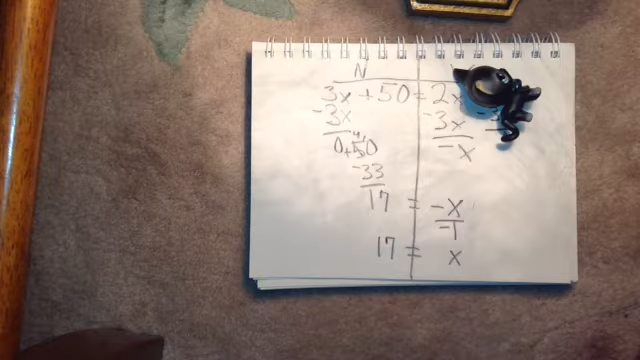 N
3x + 50 = 2x
-3x -3x
0+50 -x
-33
17 = -x
-1
17 = x